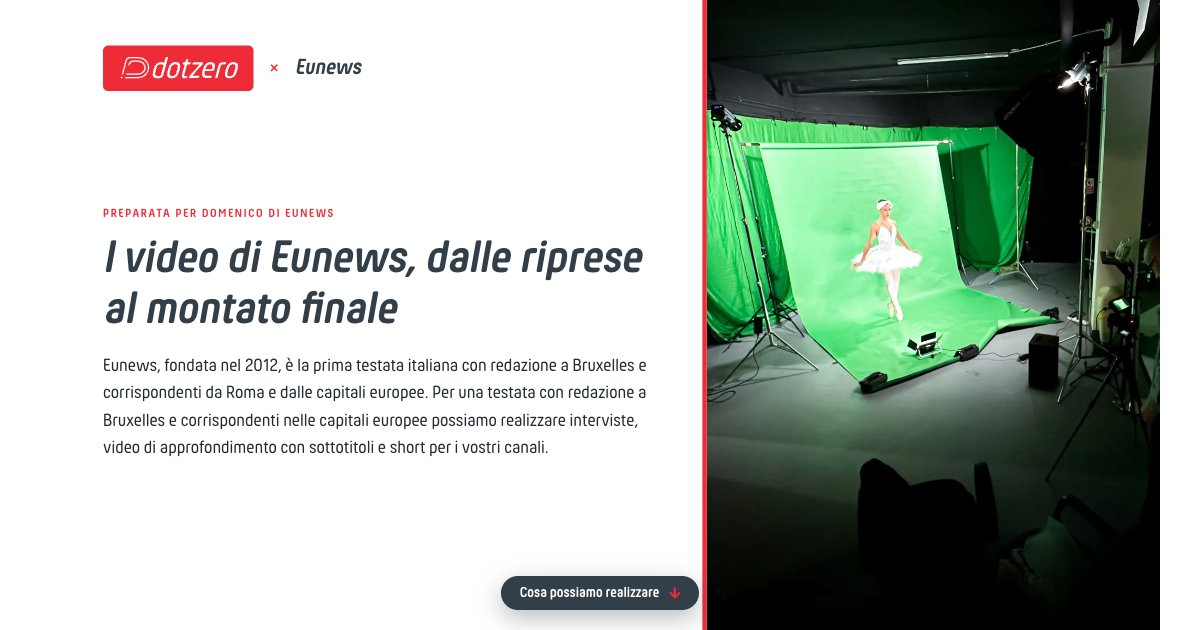 dotzero × Eunews
PREPARATA PER DOMENICO DI EUNEWS
I video di Eunews, dalle riprese
al montato finale
Eunews, fondata nel 2012, è la prima testata italiana con redazione a Bruxelles e
corrispondenti da Roma e dalle capitali europee. Per una testata con redazione a
Bruxelles e corrispondenti nelle capitali europee possiamo realizzare interviste,
video di approfondimento con sottotitoli e short per i vostri canali.
Cosa possiamo realizzare